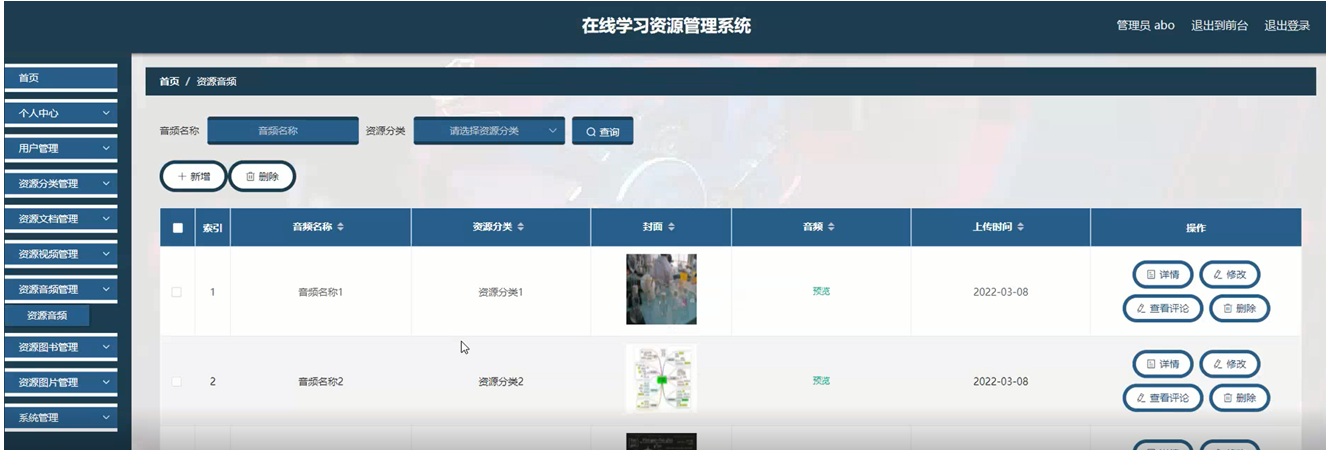 在线学习资源管理系统
管理员 abo 退出到前台 退出登录
首页
个人中心
用户管理
资源分类管理
资源文档管理
资源视频管理
资源音频管理
资源音频
资源图书管理
资源图片管理
系统管理
首页 / 资源音频
音频名称 音频名称 资源分类 请选择资源分类 查询
新增 删除
索引 音频名称 资源分类 封面 音频 上传时间 操作
1 音频名称1 资源分类1 预览 2022-03-08 详情 修改
查看评论 删除
2 音频名称2 资源分类2 预览 2022-03-08 详情 修改
查看评论 删除